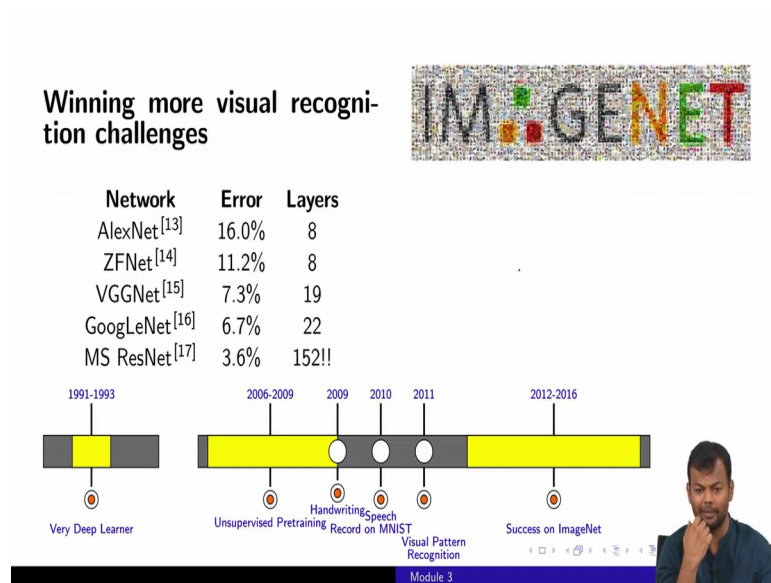 Winning more visual recogni-
tion challenges
IMAGENET
Network Error Layers
AlexNet[13] 16.0% 8
ZFNet[14] 11.2% 8
VGGNet[15] 7.3% 19
GoogLeNet[16] 6.7% 22
MS ResNet[17] 3.6% 152!!
1991-1993 2006-2009 2009 2010 2011 2012-2016
Very Deep Learner
Unsupervised Pretraining
Handwriting
Speech
Record on MNIST
Visual Pattern
Recognition
Success on ImageNet
Module 3